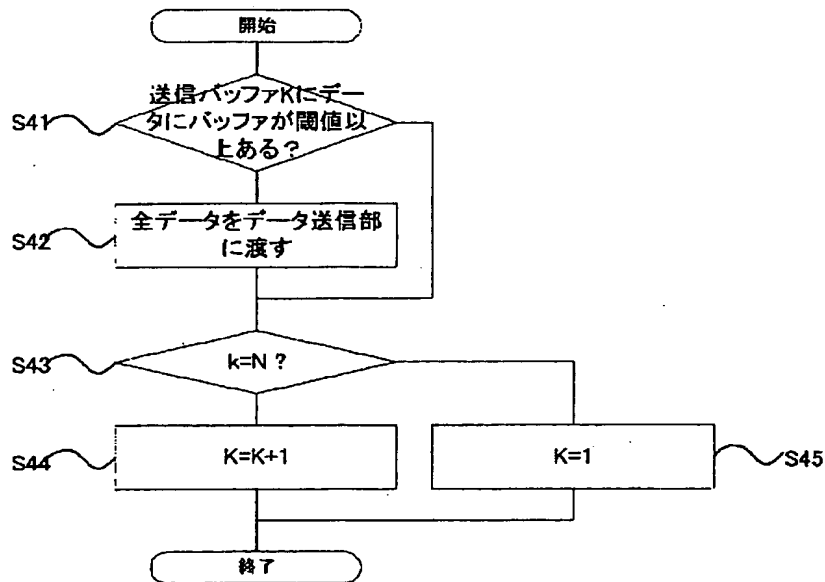 開始
送信バッファKにデー
タにバッファが閾値以
上ある？
S41
全データをデータ送信部
に渡す
S42
k=N ?
S43
K=K+1
S44
K=1
S45
終了